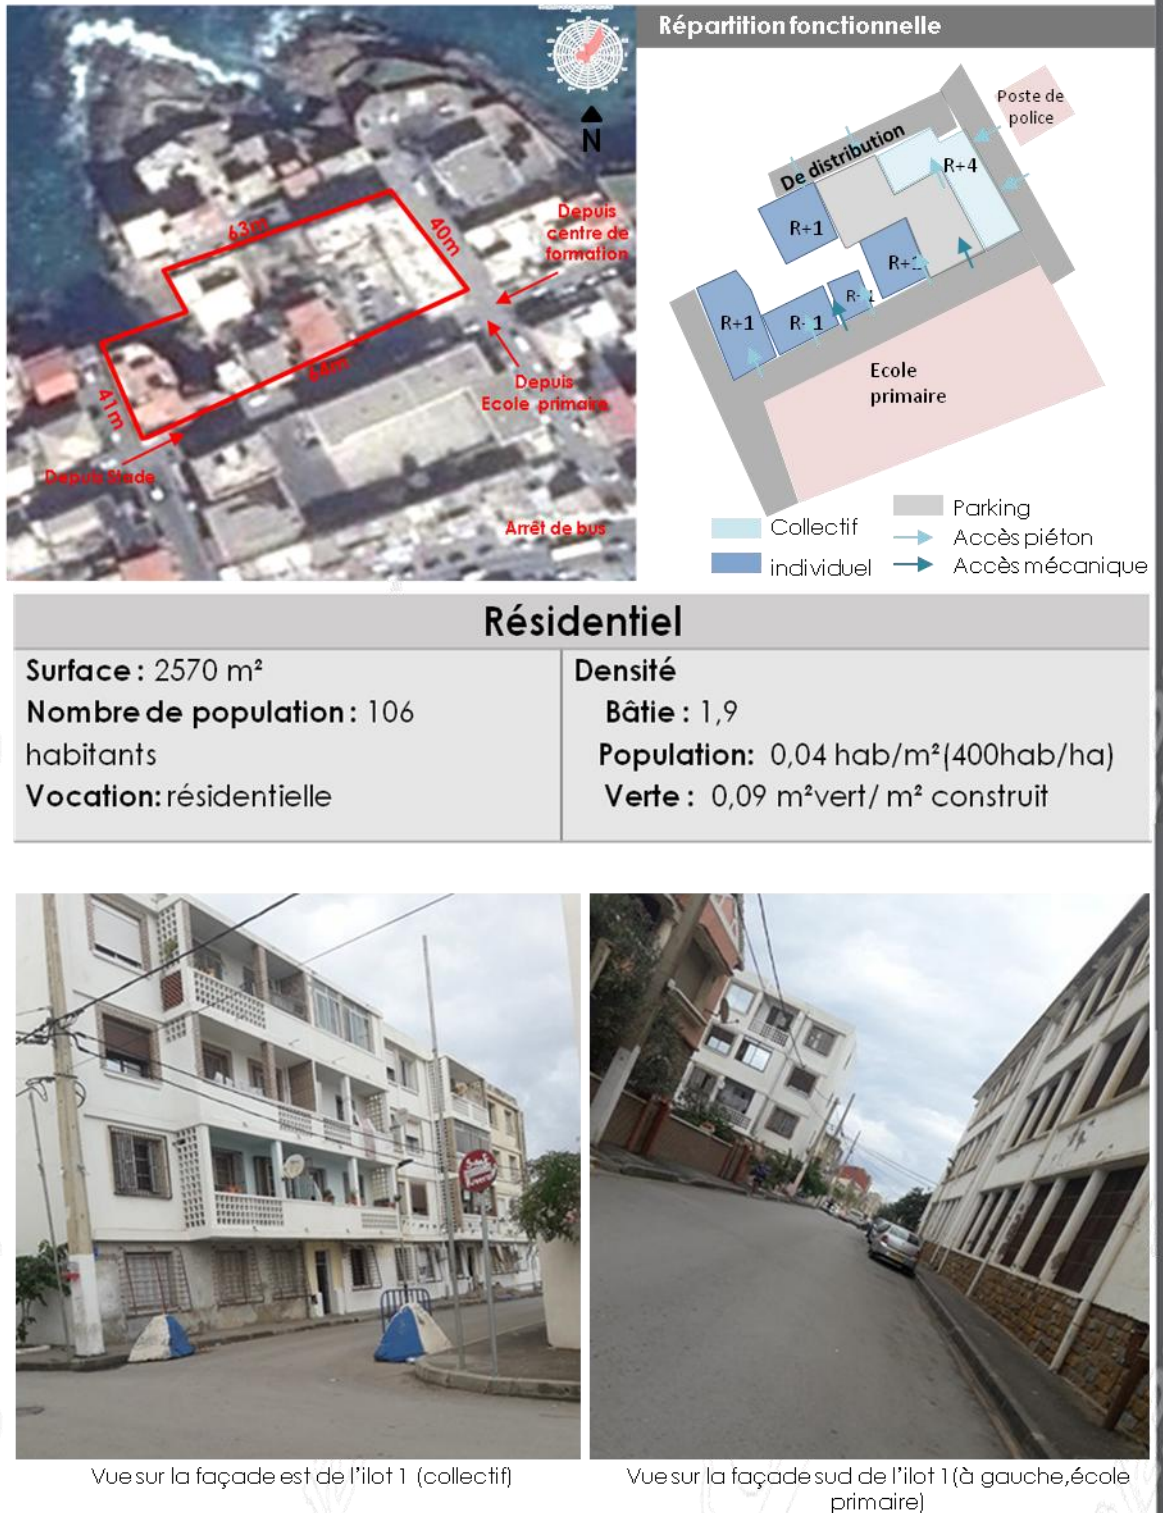 Répartition fonctionnelle
N
63m
40m
64m
41m
Depuis
centre de
formation
Depuis
Ecole primaire
Depuis Stade
Arrêt de bus
Poste de
police
De distribution
R+4
R+1
R+1
R+1
Ecole
primaire
Collectif
individuel
Parking
Accès piéton
Accès mécanique
Résidentiel
Surface : 2570 m²
Nombre de population : 106
habitants
Vocation: résidentielle
Densité
Bâtie : 1,9
Population: 0,04 hab/m²(400hab/ha)
Verte : 0,09 m²vert/ m² construit
Vue sur la façade est de l'ilot 1 (collectif)
Vue sur la façade sud de l'ilot 1(à gauche,école
primaire)